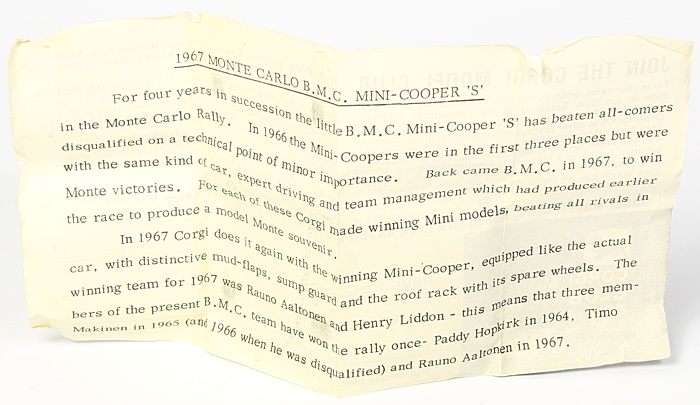 1967 MONTE CARLO B.M.C. MINI-COOPER 'S'
For four years in succession the little B.M.C. Mini-Cooper 'S' has beaten all-comers
in the Monte Carlo Rally. In 1966 the Mini-Coopers were in the first three places but were
disqualified on a technical point of minor importance. Back came B.M.C. in 1967, to win
with the same kind of car, expert driving and team management which had produced earlier
Monte victories. For each of these Corgi made winning Mini models, beating all rivals in
the race to produce a model Monte souvenir.
In 1967 Corgi does it again with the winning Mini-Cooper, equipped like the actual
car, with distinctive mud-flaps, sump guard and the roof rack with its spare wheels. The
winning team for 1967 was Rauno Aaltonen and Henry Liddon - this means that three mem-
bers of the present B.M.C. team have won the rally once- Paddy Hopkirk in 1964, Timo
Makinen in 1965 (and 1966 when he was disqualified) and Rauno Aaltonen in 1967.
JOIN THE CORGI MODEL CLUB